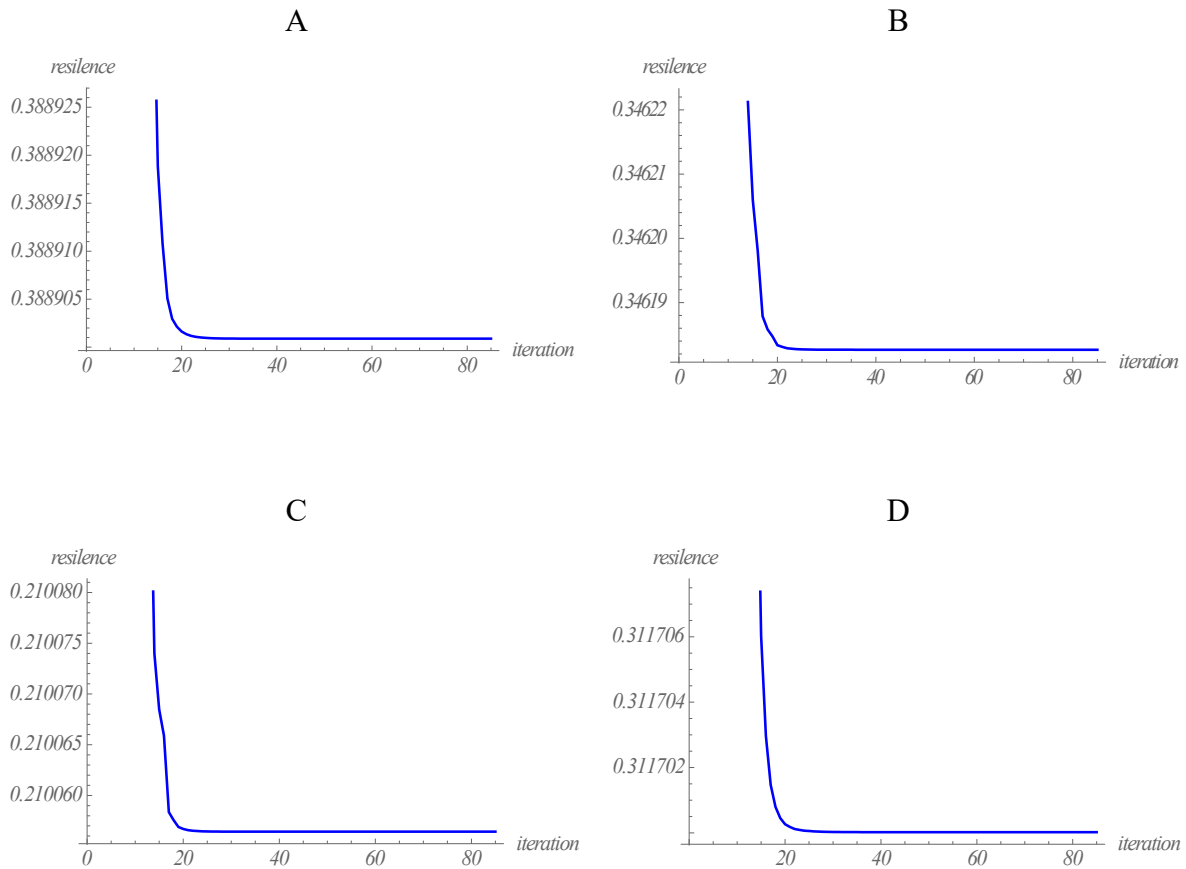 A
resilence
0.388925
0.388920
0.388915
0.388910
0.388905
0 20 40 60 80
iteration
B
resilence
0.34622
0.34621
0.34620
0.34619
0 20 40 60 80
iteration
C
resilence
0.210080
0.210075
0.210070
0.210065
0.210060
0 20 40 60 80
iteration
D
resilence
0.311706
0.311704
0.311702
20 40 60 80
iteration